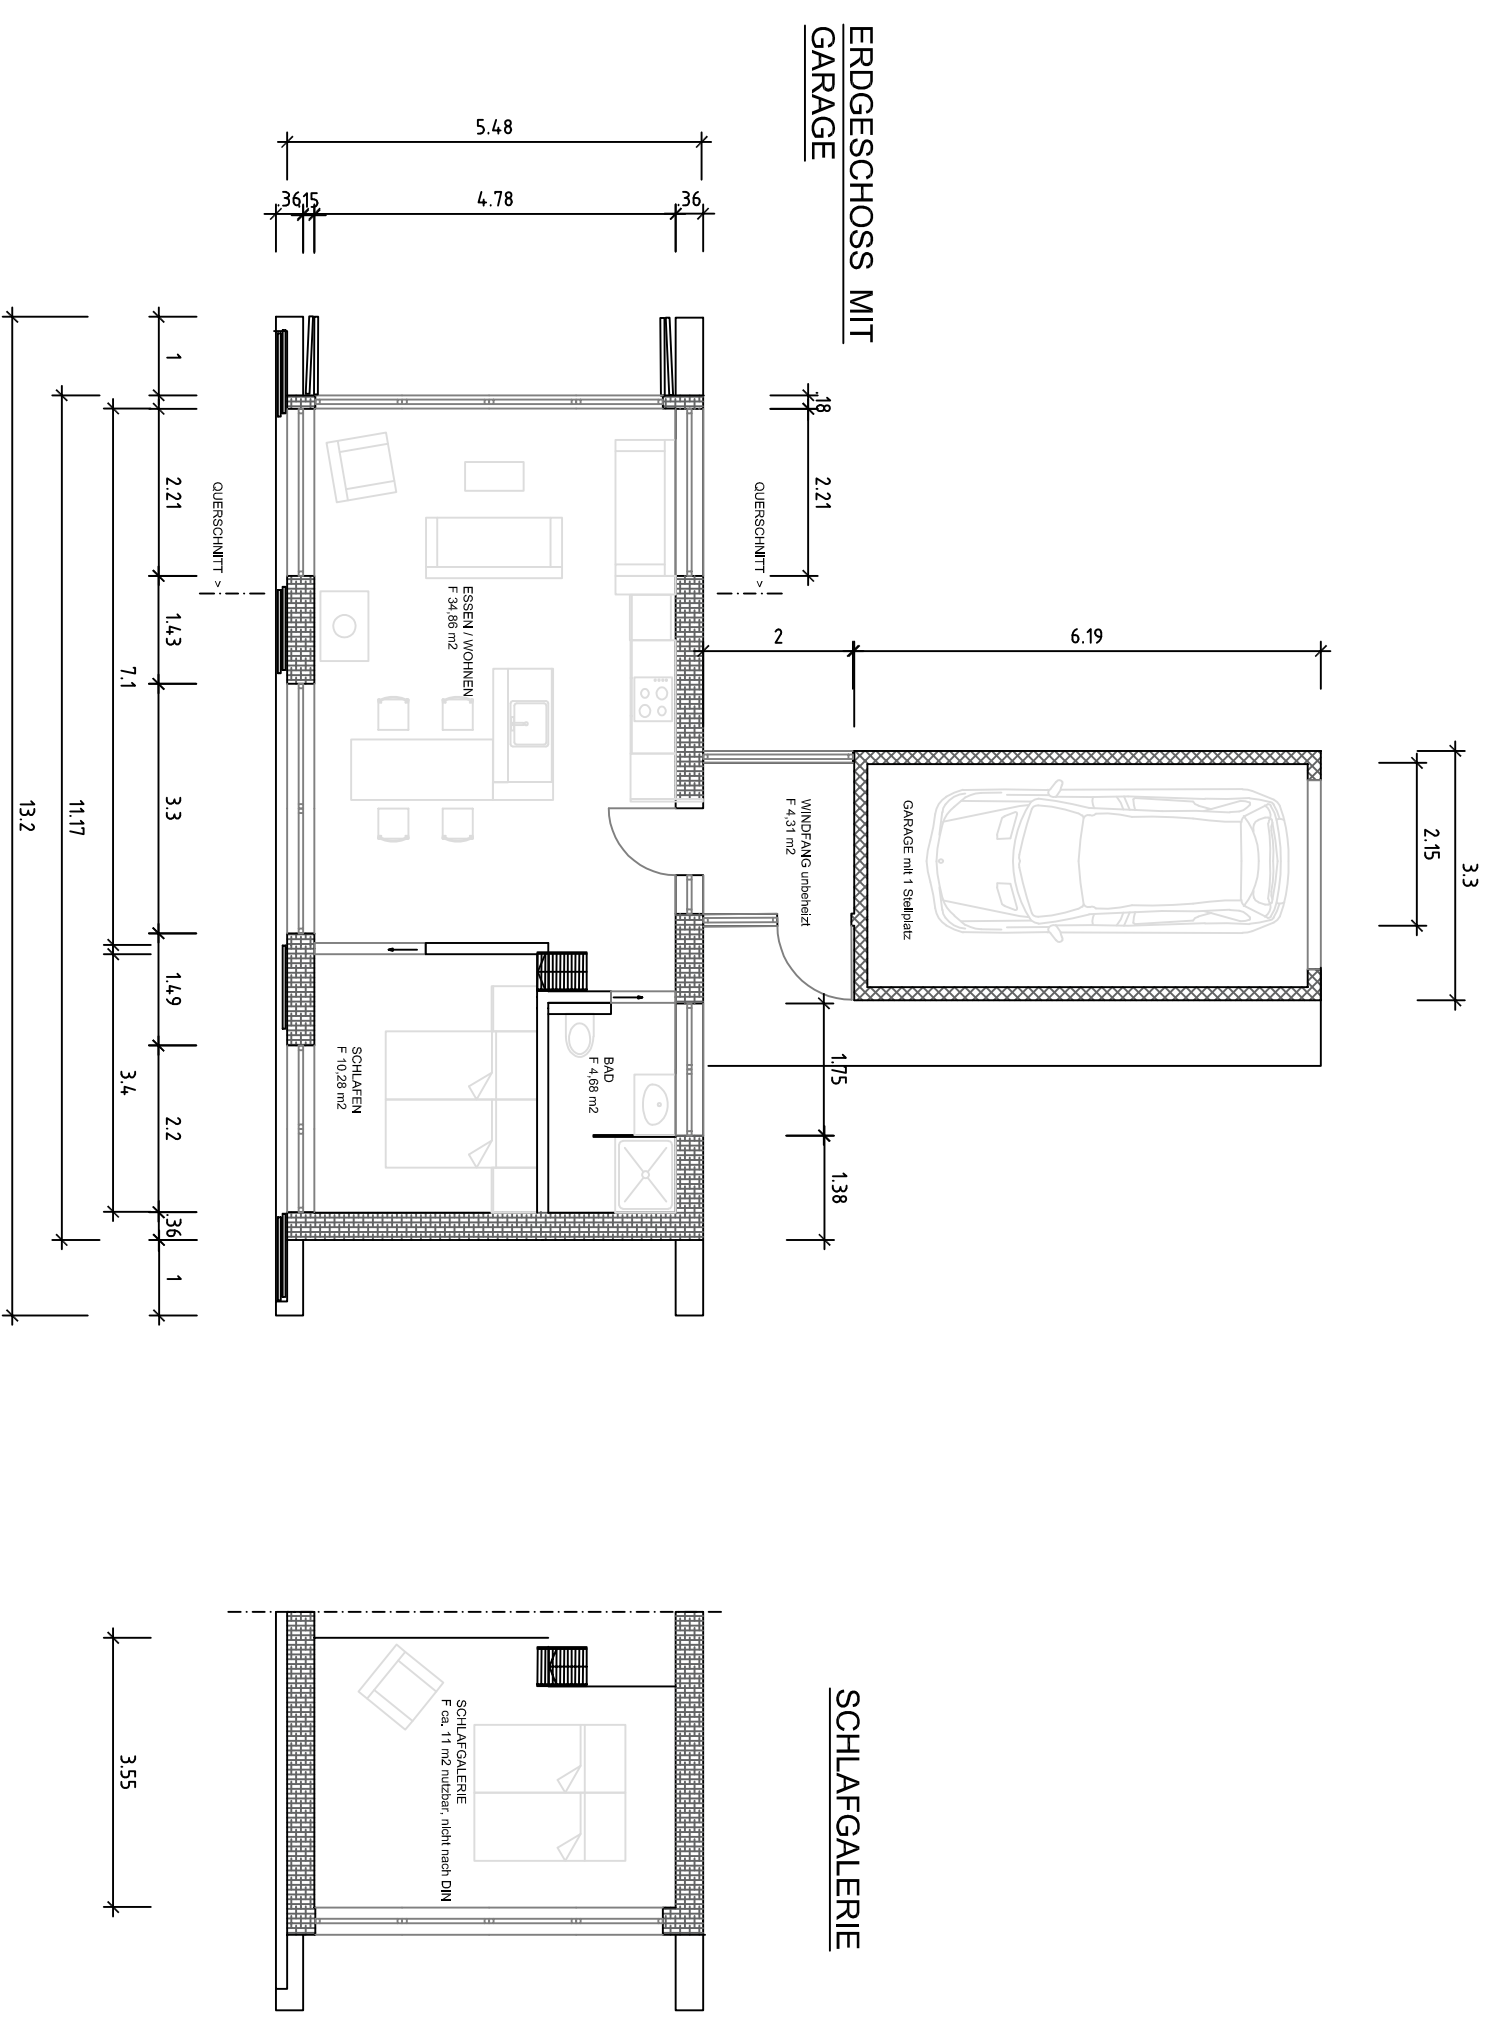 ERDGESCHOSS MIT
GARAGE
5.48
.36
.15
4.78
.36
1
2.21
1.43
3.3
1.49
2.2
.36
1
7.1
3.4
11.17
13.2
.18
2.21
QUERSCHNITT >
QUERSCHNITT >
2
6.19
2.15
3.3
1.75
1.38
ESSEN / WOHNEN
F 34,86 m2
WINDFANG unbeheizt
F 4,31 m2
GARAGE mit 1 Stellplatz
SCHLAFEN
F 10,28 m2
BAD
F 4,68 m2
SCHLAFGALERIE
SCHLAFGALERIE
F ca. 11 m2 nutzbar, nicht nach DIN
3.55